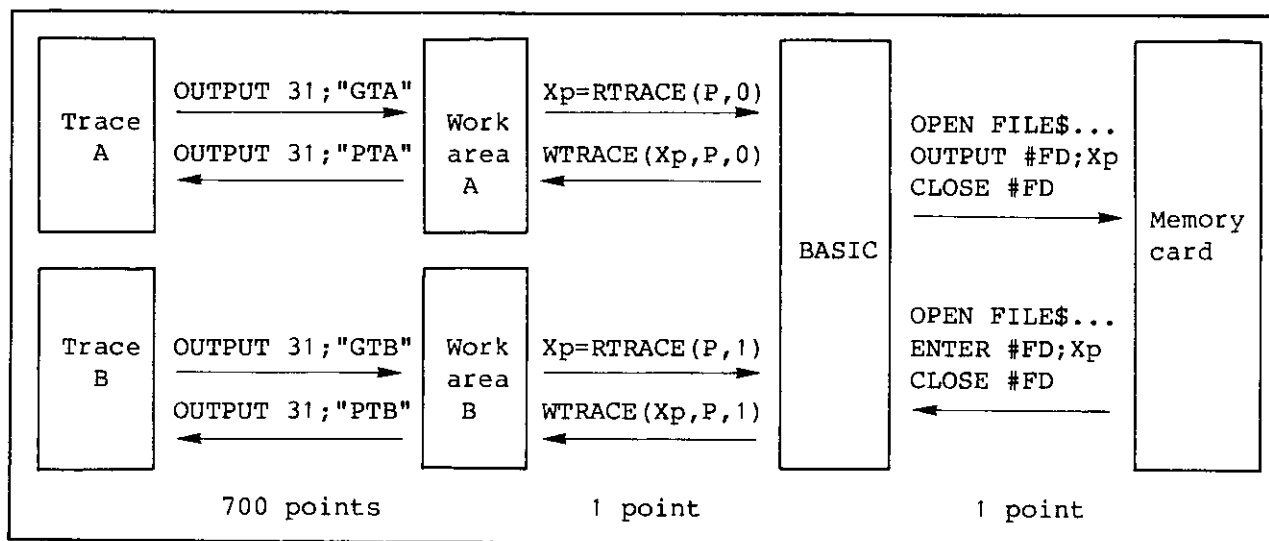 Trace
A
OUTPUT 31;"GTA"
OUTPUT 31;"PTA"
Work
area
A
Xp=RTRACE(P,0)
WTRACE(Xp,P,0)
BASIC
OPEN FILE$...
OUTPUT #FD;Xp
CLOSE #FD
Memory
card
Trace
B
OUTPUT 31;"GTB"
OUTPUT 31;"PTB"
Work
area
B
Xp=RTRACE(P,1)
WTRACE(Xp,P,1)
OPEN FILE$...
ENTER #FD;Xp
CLOSE #FD
700 points
1 point
1 point